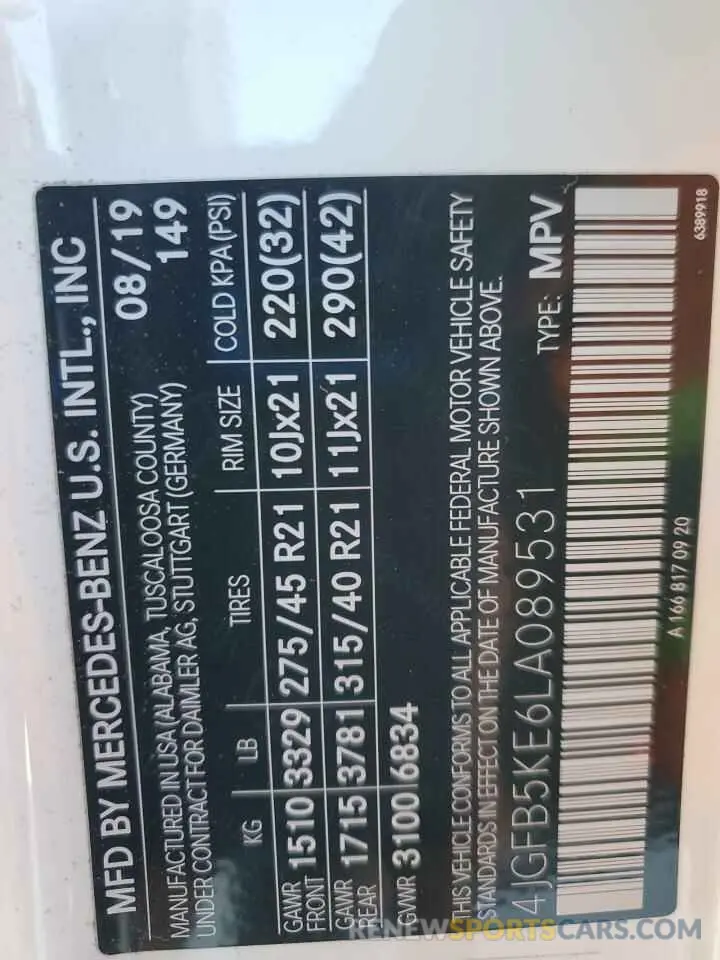 MFD BY MERCEDES-BENZ U.S. INTL., INC
MANUFACTURED IN USA (ALABAMA, TUSCALOOSA COUNTY) 08/19
UNDER CONTRACT FOR DAIMLER AG, STUTTGART (GERMANY) 149
KG LB TIRES RIM SIZE COLD KPA (PSI)
GAWR FRONT 1510 3329 275/45 R21 10Jx21 220(32)
GAWR REAR 1715 3781 315/40 R21 11Jx21 290(42)
GVWR 3100 6834
THIS VEHICLE CONFORMS TO ALL APPLICABLE FEDERAL MOTOR VEHICLE SAFETY
STANDARDS IN EFFECT ON THE DATE OF MANUFACTURE SHOWN ABOVE.
4JGFB5KE6LA089531 TYPE: MPV
A 166 817 09 20 6389918
RENEWSPORTSCARS.COM